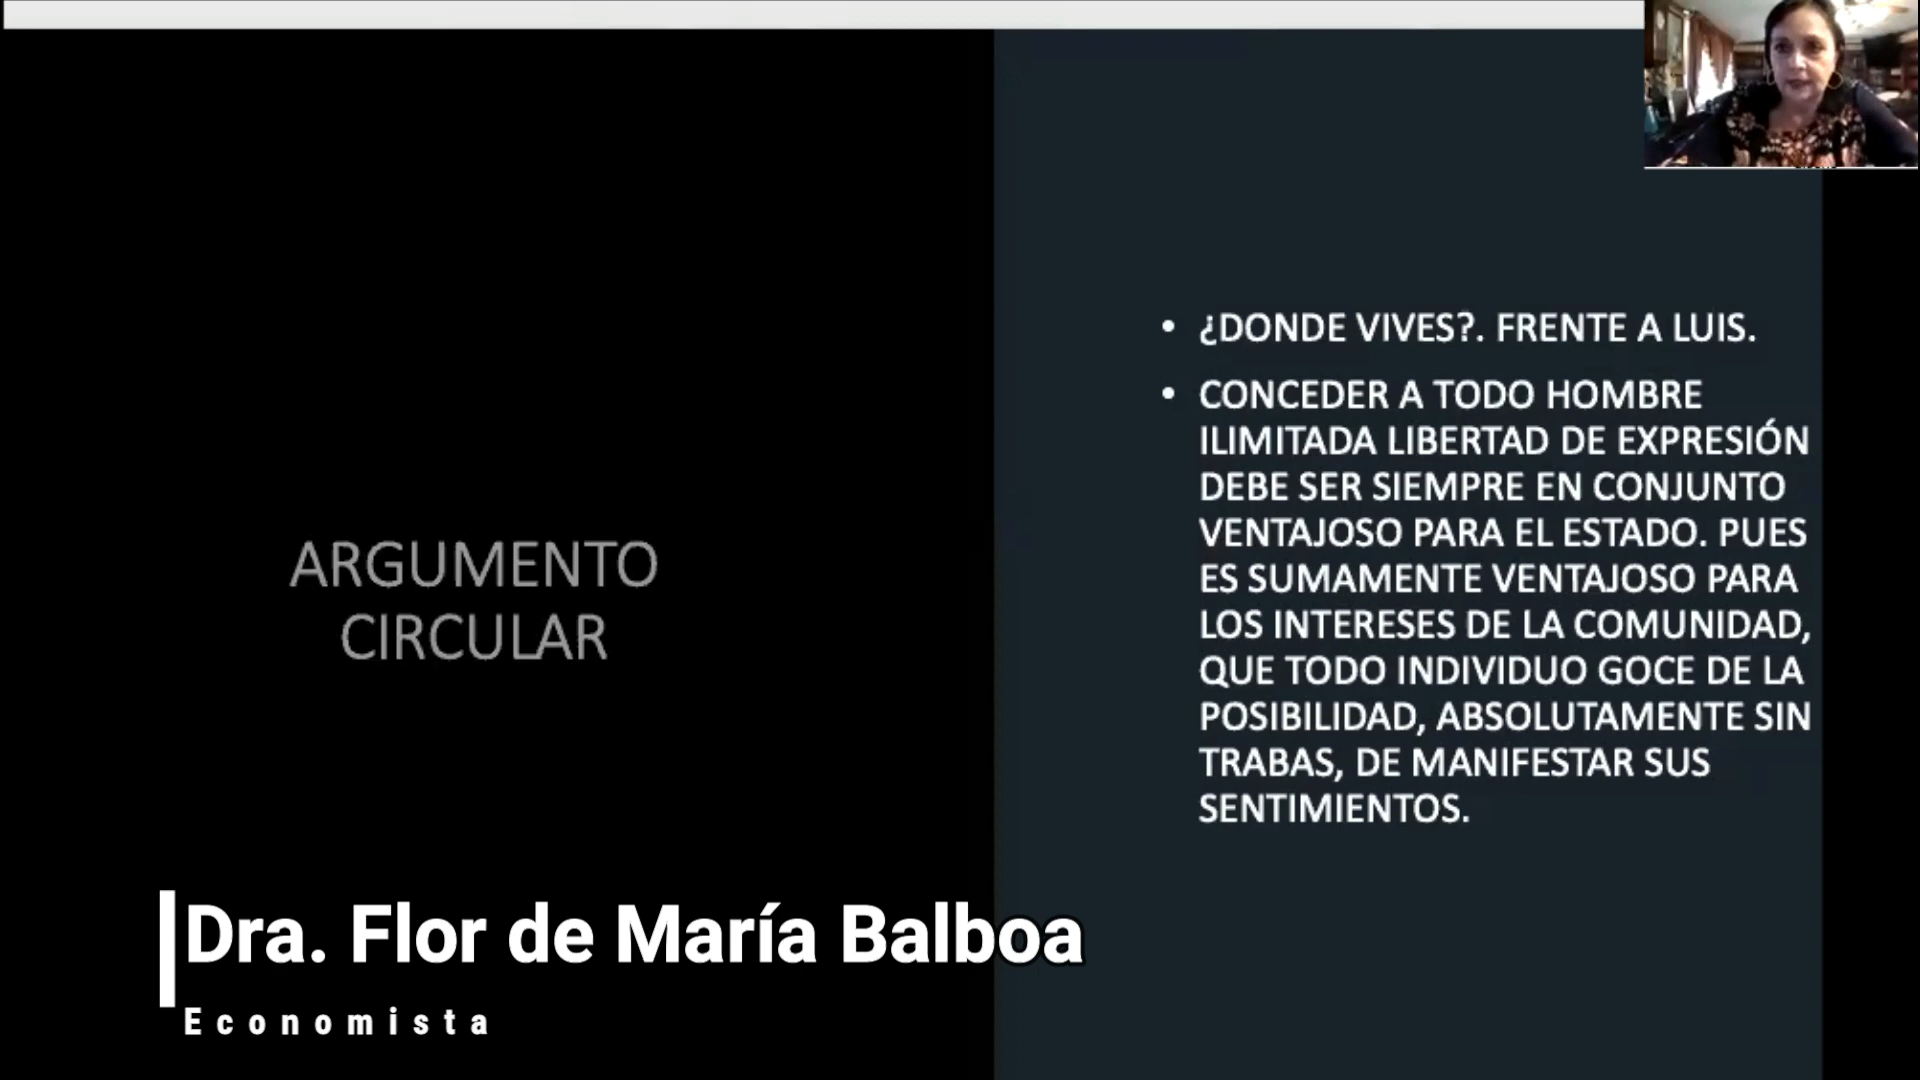 ARGUMENTO
CIRCULAR
• ¿DONDE VIVES?. FRENTE A LUIS.
• CONCEDER A TODO HOMBRE
ILIMITADA LIBERTAD DE EXPRESIÓN
DEBE SER SIEMPRE EN CONJUNTO
VENTAJOSO PARA EL ESTADO. PUES
ES SUMAMENTE VENTAJOSO PARA
LOS INTERESES DE LA COMUNIDAD,
QUE TODO INDIVIDUO GOCE DE LA
POSIBILIDAD, ABSOLUTAMENTE SIN
TRABAS, DE MANIFESTAR SUS
SENTIMIENTOS.
Dra. Flor de María Balboa
Economista